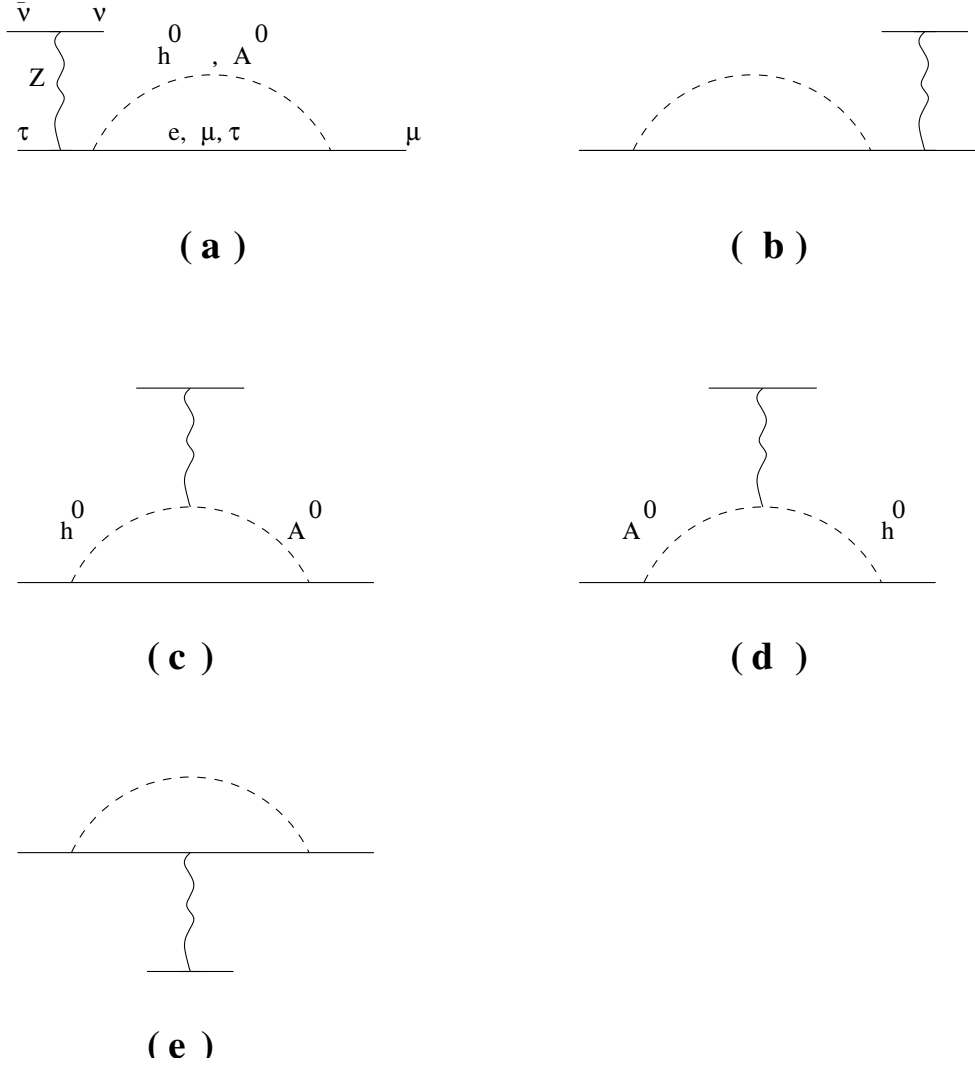 ν̄ ν
h⁰ , A⁰
Z
τ e, μ, τ μ
( a ) ( b )
h⁰ A⁰ A⁰ h⁰
( c ) ( d )
( e )